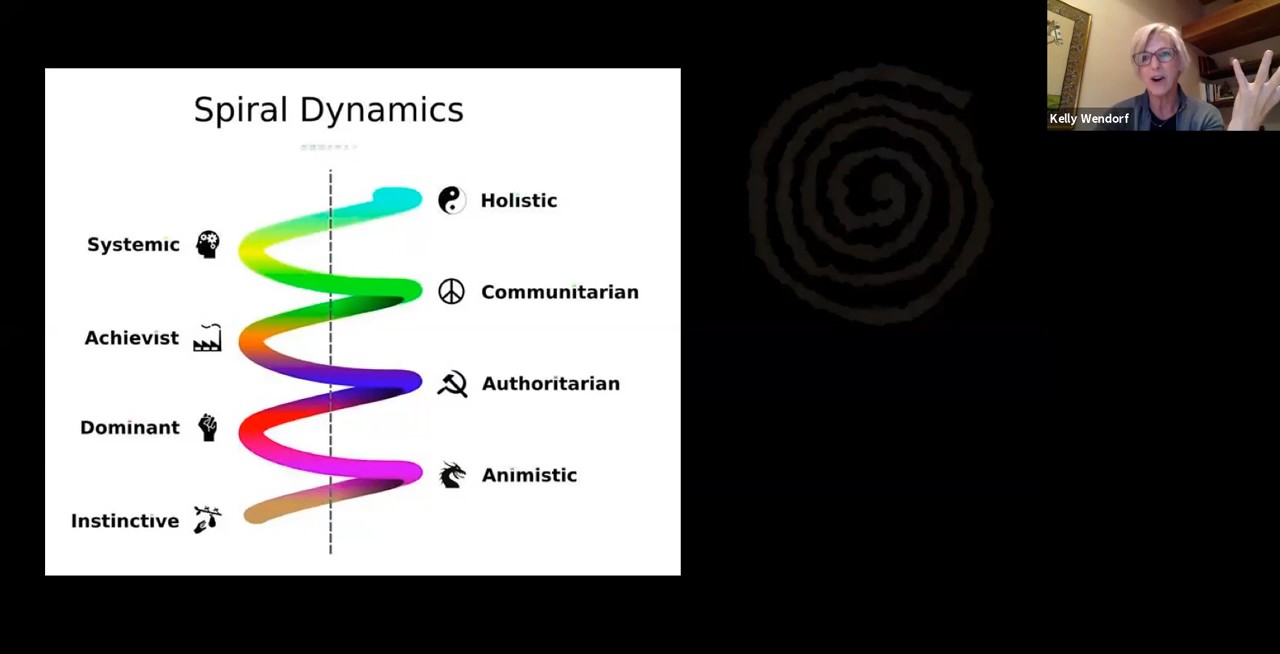 Spiral Dynamics
Holistic
Systemic
Communitarian
Achievist
Authoritarian
Dominant
Animistic
Instinctive
Kelly Wendorf